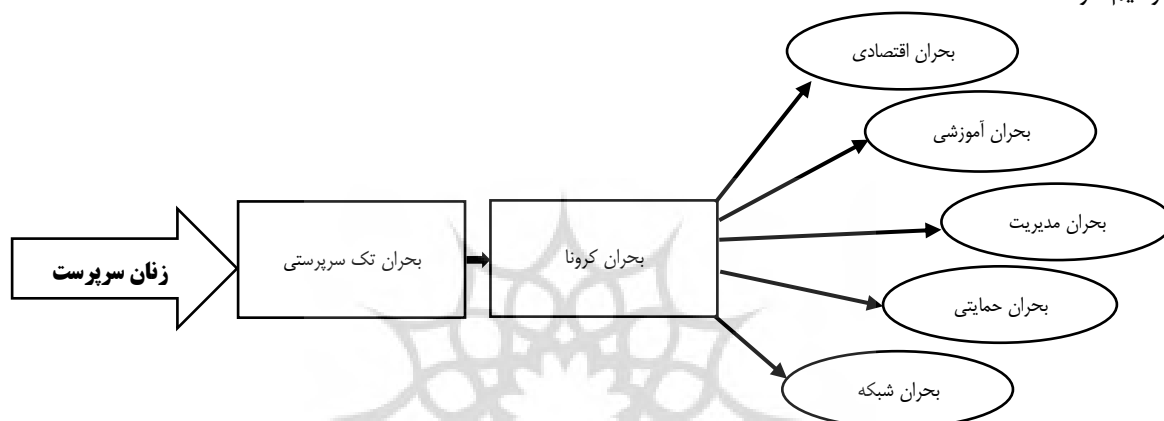 بحران اقتصادی
بحران آموزشی
بحران مدیریت
بحران حمایتی
بحران شبکه
بحران کرونا
بحران تک سرپرستی
زنان سرپرست